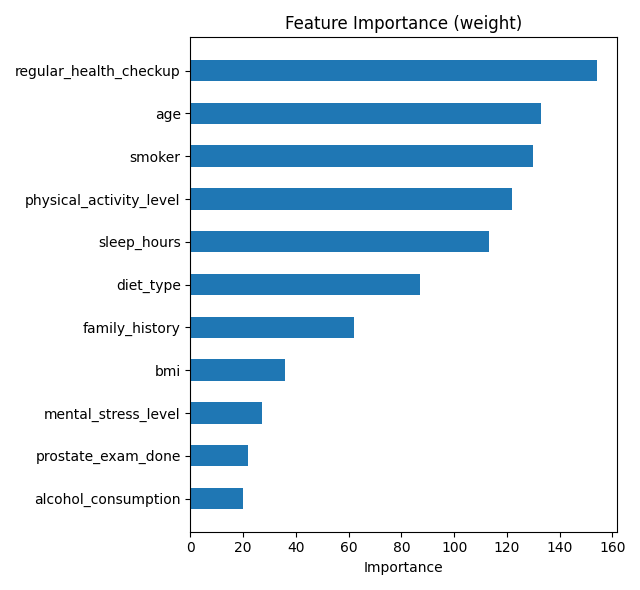 Feature Importance (weight)
regular_health_checkup
age
smoker
physical_activity_level
sleep_hours
diet_type
family_history
bmi
mental_stress_level
prostate_exam_done
alcohol_consumption
0 20 40 60 80 100 120 140 160
Importance